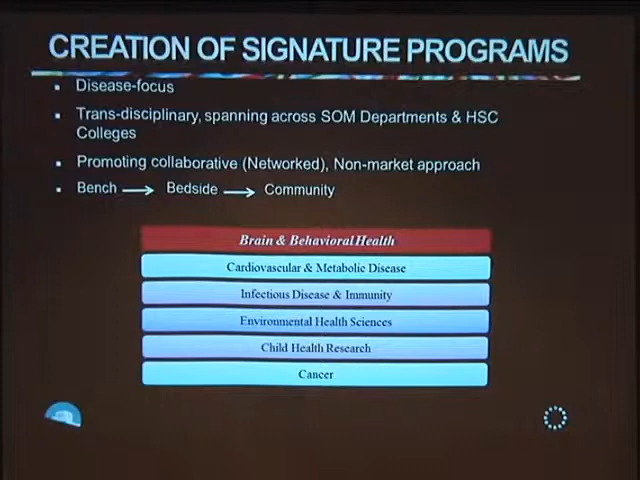 CREATION OF SIGNATURE PROGRAMS
▪ Disease-focus
▪ Trans-disciplinary, spanning across SOM Departments & HSC
Colleges
▪ Promoting collaborative (Networked), Non-market approach
▪ Bench → Bedside → Community
Brain & Behavioral Health
Cardiovascular & Metabolic Disease
Infectious Disease & Immunity
Environmental Health Sciences
Child Health Research
Cancer